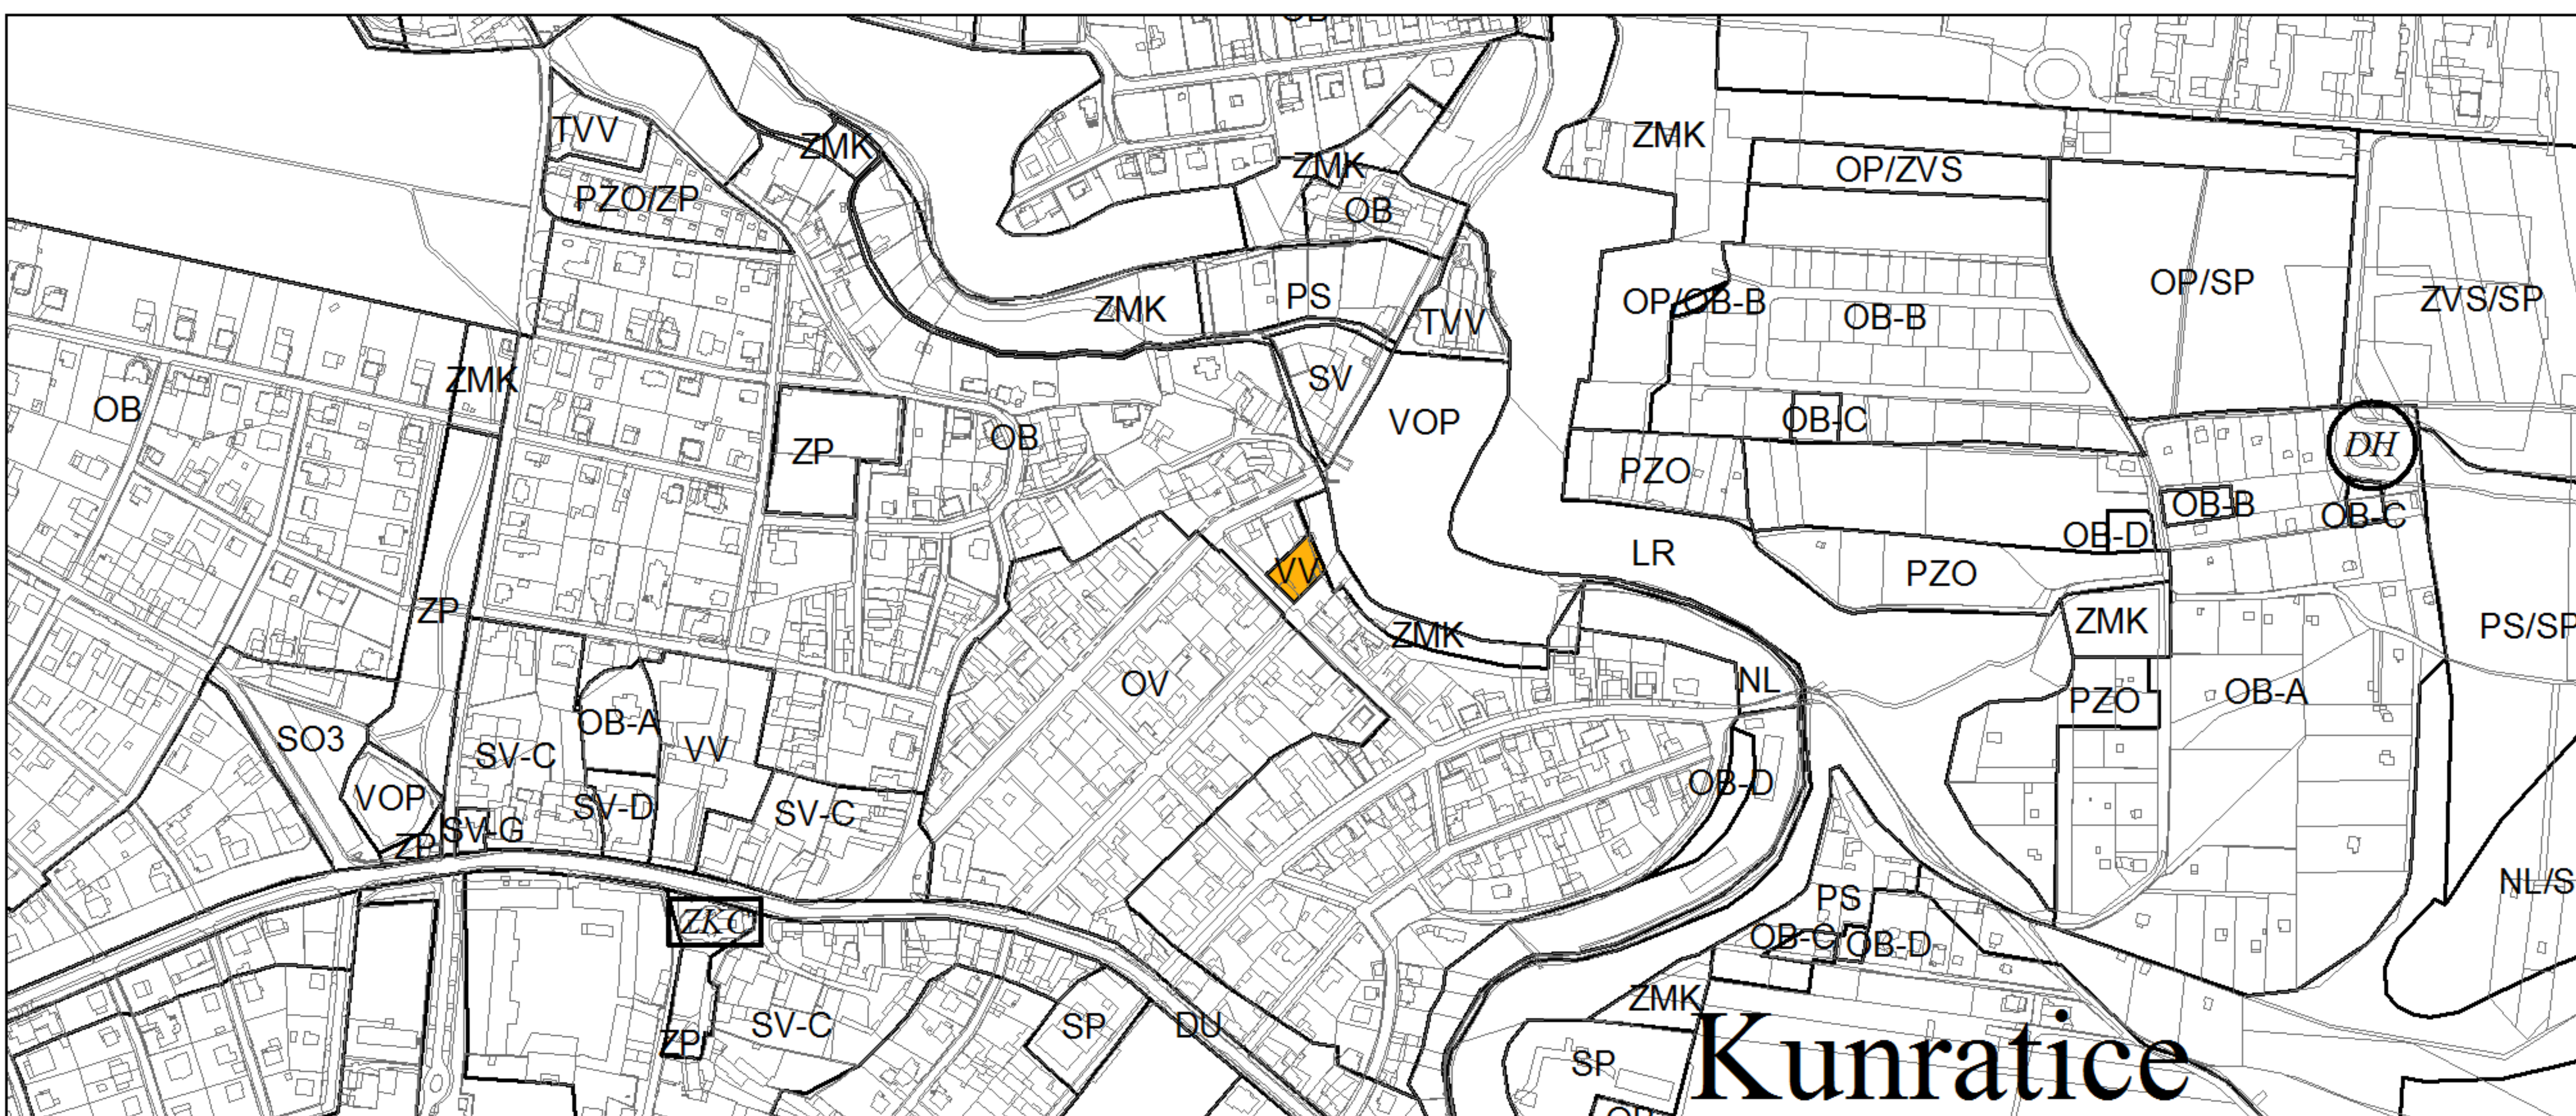 OB
TVV
ZMK
ZMK
ZMK
OP/ZVS
PZO/ZP
OB
OP/SP
PS
ZMK
OP/OB-B
OB-B
ZVS/SP
TVV
SV
ZMK
OB
VOP
OB-C
OB
ZP
DH
PZO
OB-B
OB-C
OB-D
LR
PZO
VV
ZP
ZMK
ZMK
PS/SP
OV
NL
OB-A
PZO
SO3
OB-A
VV
SV-C
OB-D
VOP
SV-D
SV-C
SV-G
ZP
NL/S
PS
ZKC
OB-C
OB-D
ZMK
SV-C
SP
DU
ZP
SP
Kunratice